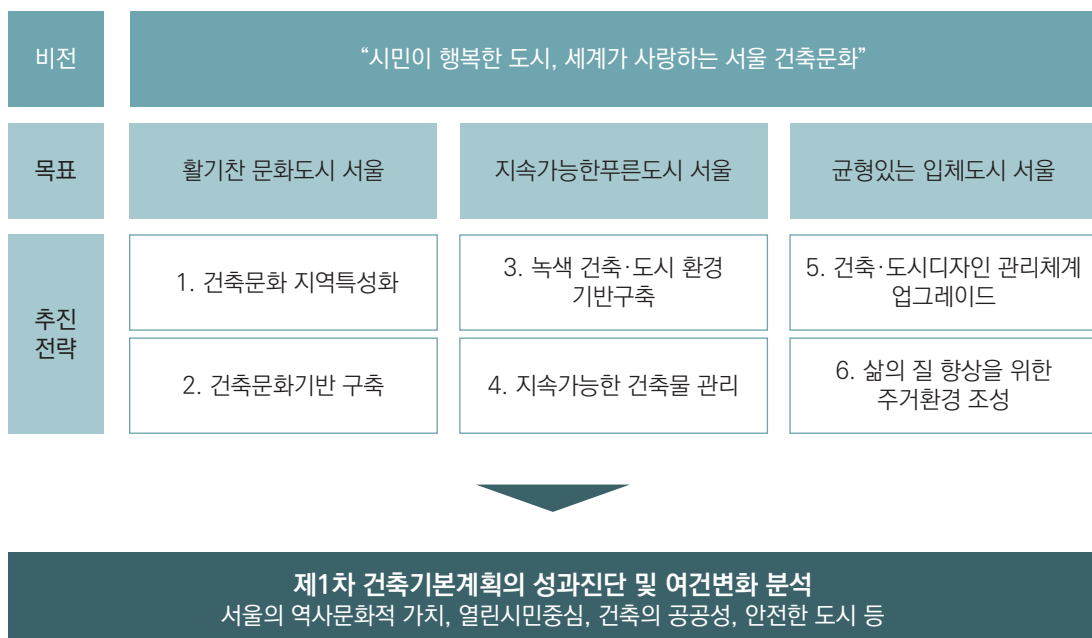 비전
“시민이 행복한 도시, 세계가 사랑하는 서울 건축문화”
목표
활기찬 문화도시 서울
지속가능한푸른도시 서울
균형있는 입체도시 서울
추진
전략
1. 건축문화 지역특성화
3. 녹색 건축·도시 환경
기반구축
5. 건축·도시디자인 관리체계
업그레이드
2. 건축문화기반 구축
4. 지속가능한 건축물 관리
6. 삶의 질 향상을 위한
주거환경 조성
제1차 건축기본계획의 성과진단 및 여건변화 분석
서울의 역사문화적 가치, 열린시민중심, 건축의 공공성, 안전한 도시 등